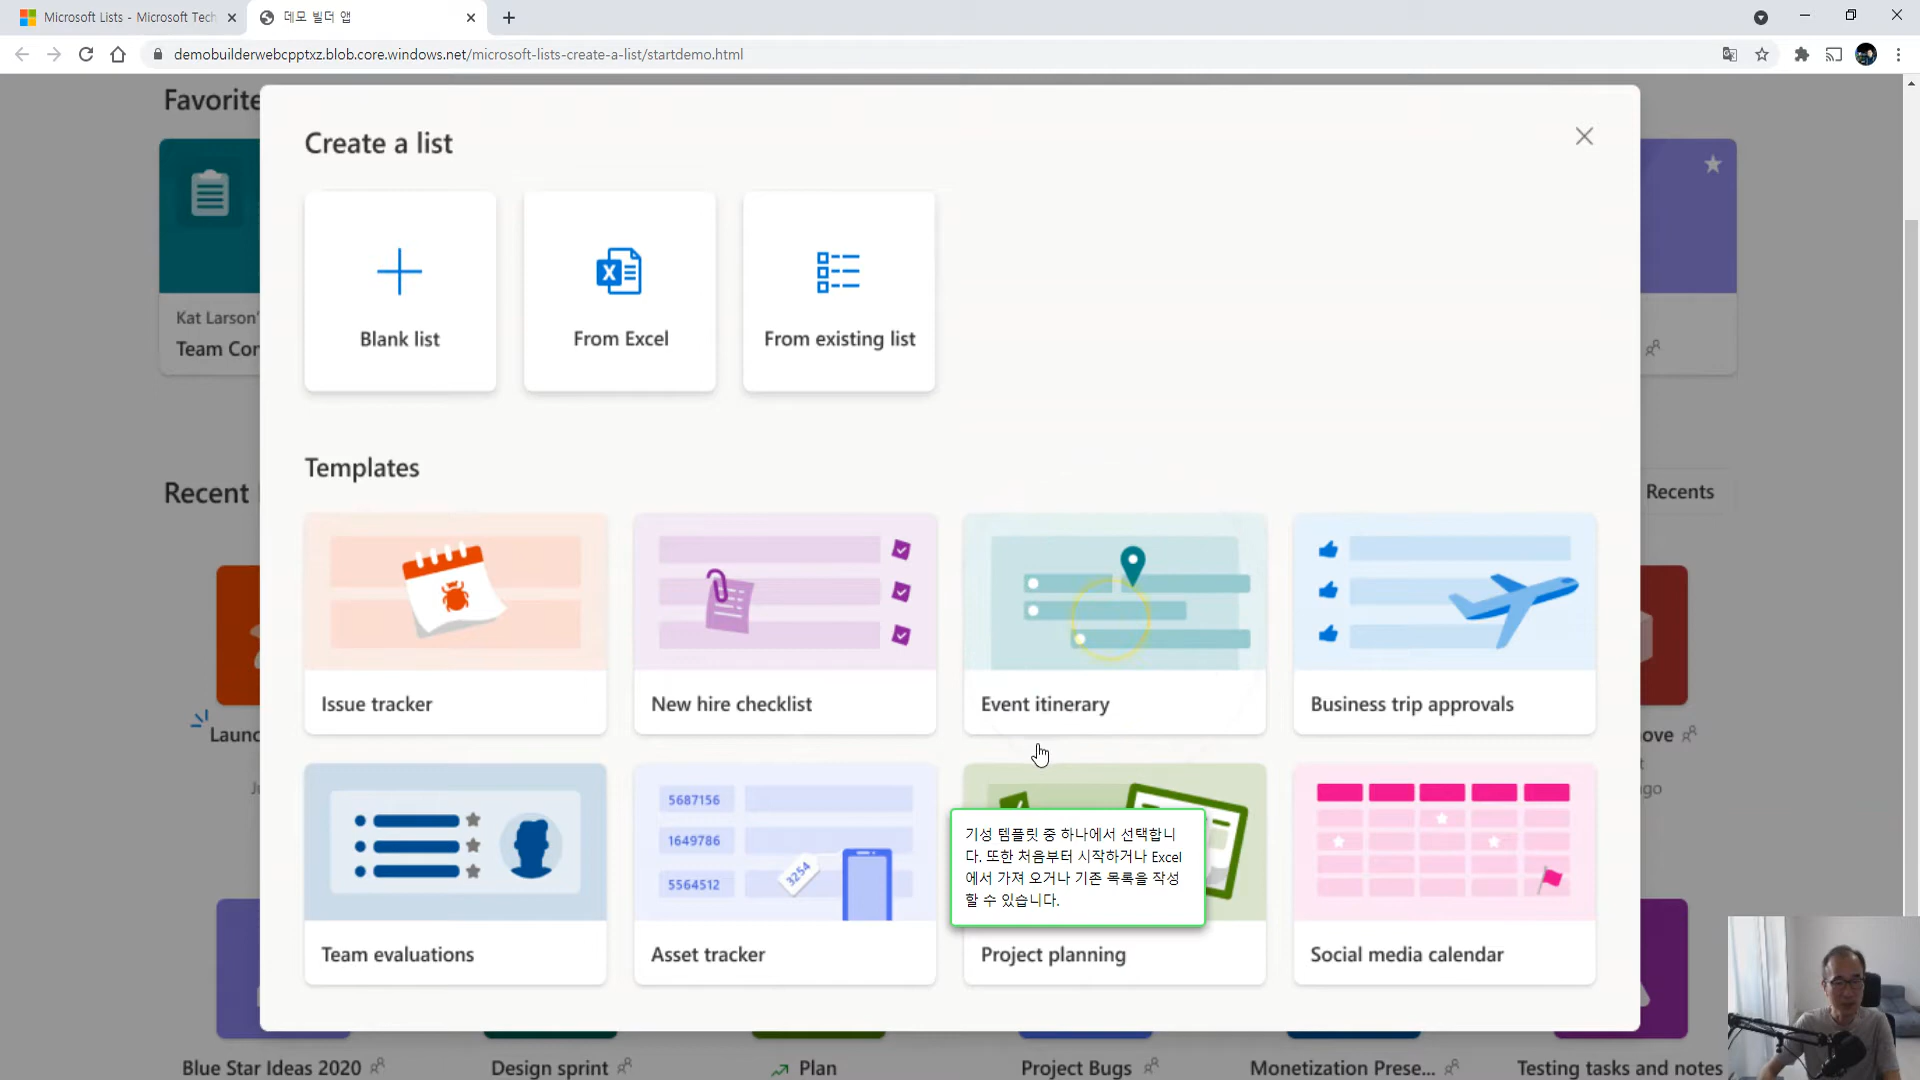 Microsoft Lists - Microsoft Tech
데모 빌더 앱
demobuilderwebcpptxz.blob.core.windows.net/microsoft-lists-create-a-list/startdemo.html
Favorite
Create a list
Kat Larson'
Team Cor
Blank list
From Excel
From existing list
Templates
Recent
Recents
Issue tracker
New hire checklist
Event itinerary
Business trip approvals
Launc
ove
ago
5687156
1649786
5564512
3254
기성 템플릿 중 하나에서 선택합니
다. 또한 처음부터 시작하거나 Excel
에서 가져 오거나 기존 목록을 작성
할 수 있습니다.
Team evaluations
Asset tracker
Project planning
Social media calendar
Blue Star Ideas 2020
Design sprint
Plan
Project Bugs
Monetization Prese...
Testing tasks and notes